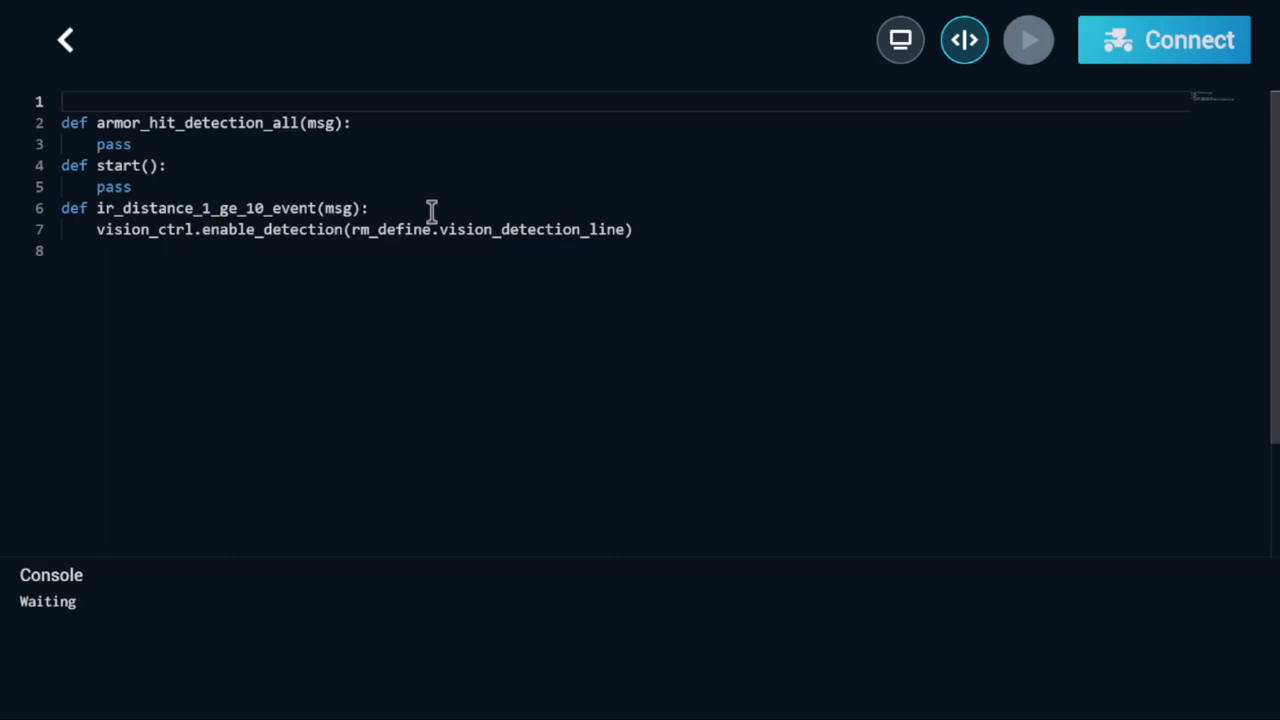 Connect
1
2 def armor_hit_detection_all(msg):
3     pass
4 def start():
5     pass
6 def ir_distance_1_ge_10_event(msg):
7     vision_ctrl.enable_detection(rm_define.vision_detection_line)
8
Console
Waiting